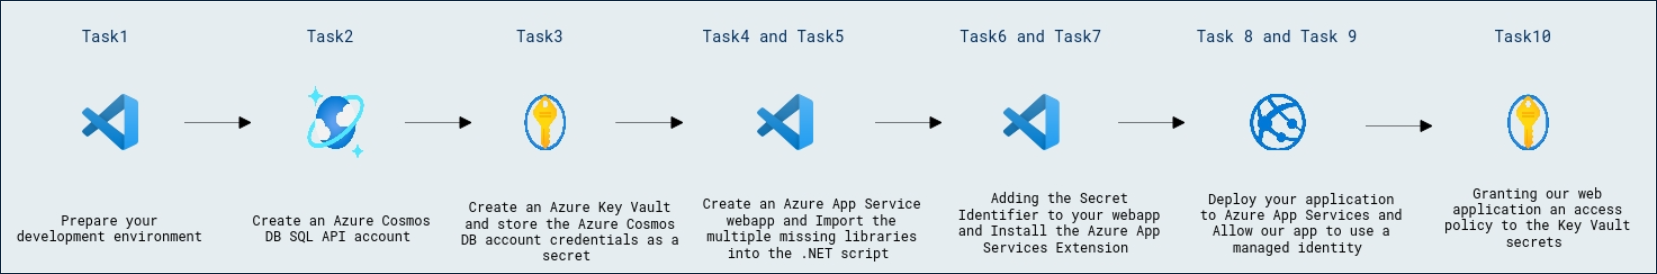 Task1
Prepare your
development environment
Task2
Create an Azure Cosmos
DB SQL API account
Task3
Create an Azure Key Vault
and store the Azure Cosmos
DB account credentials as a
secret
Task4 and Task5
Create an Azure App Service
webapp and Import the
multiple missing libraries
into the .NET script
Task6 and Task7
Adding the Secret
Identifier to your webapp
and Install the Azure App
Services Extension
Task 8 and Task 9
Deploy your application
to Azure App Services and
Allow our app to use a
managed identity
Task10
Granting our web
application an access
policy to the Key Vault
secrets